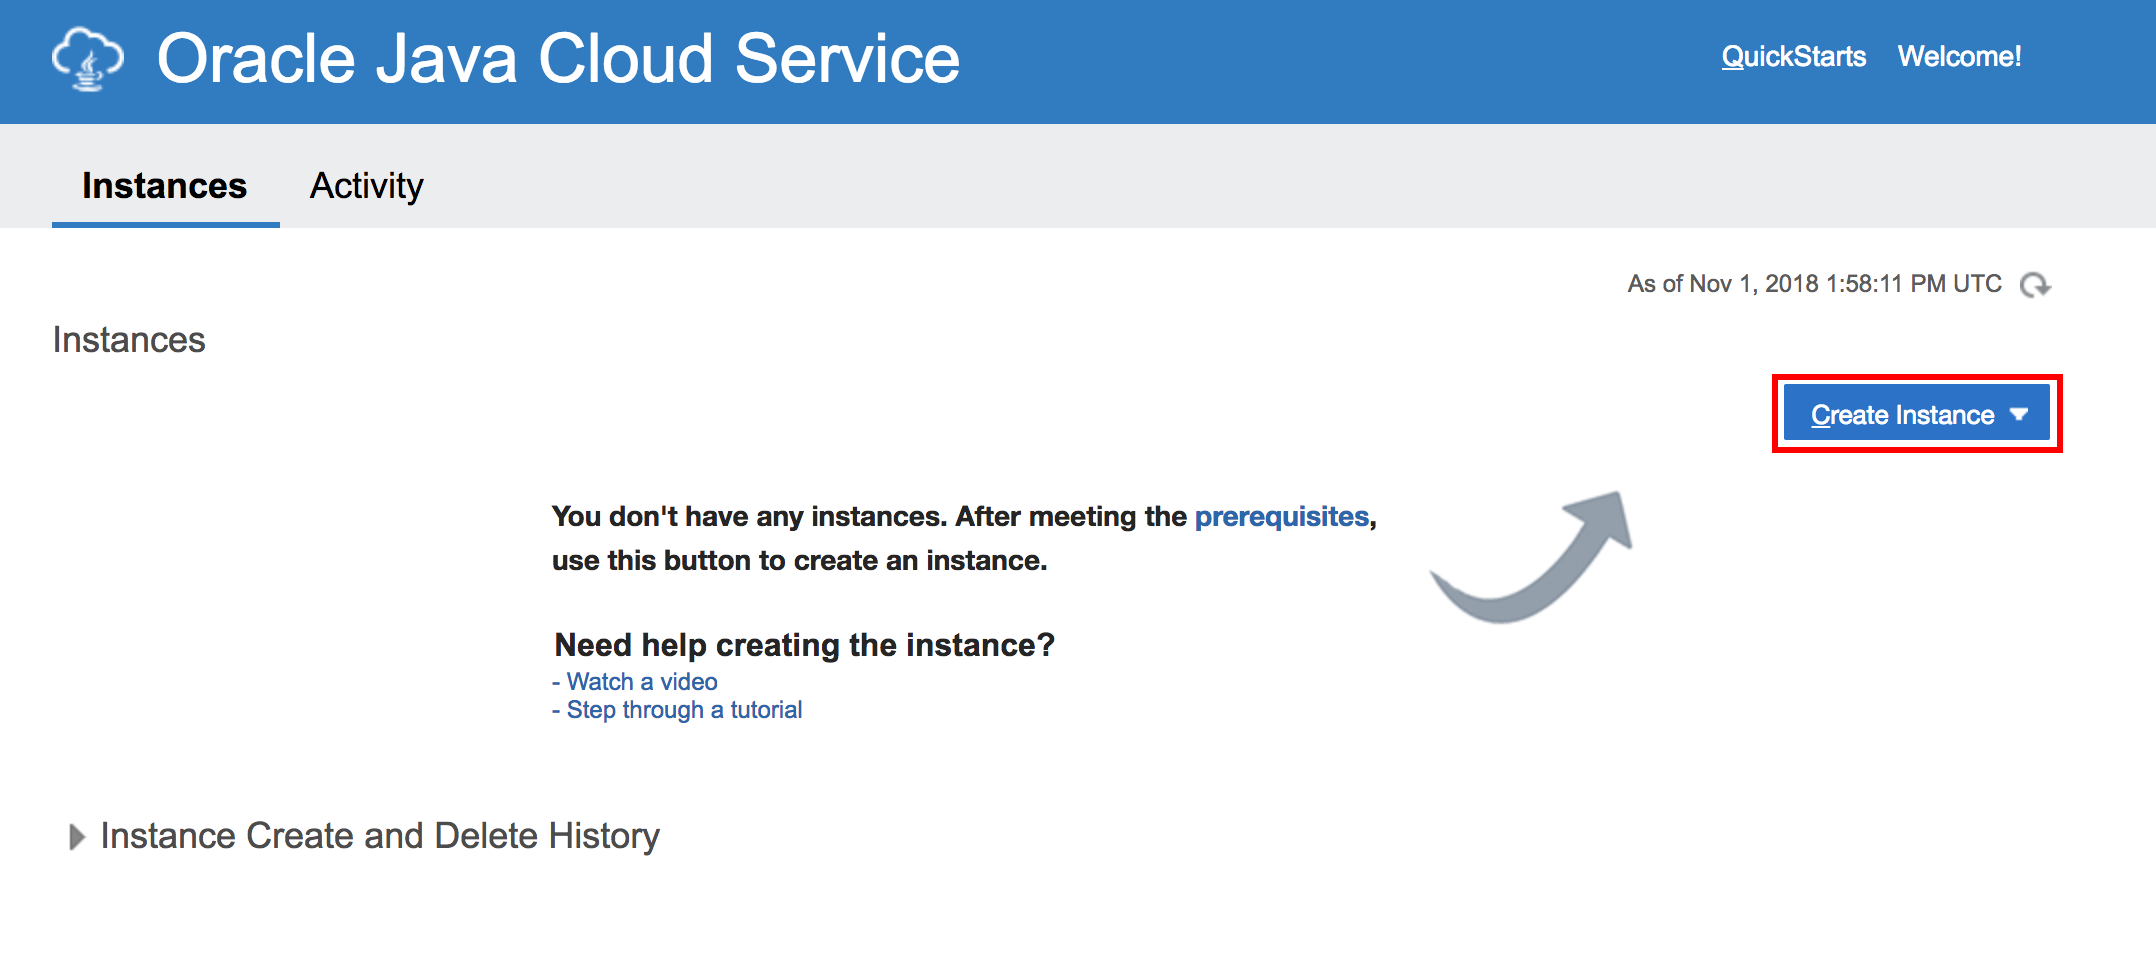 Oracle Java Cloud Service
QuickStarts Welcome!
Instances Activity
As of Nov 1, 2018 1:58:11 PM UTC
Instances
Create Instance
You don't have any instances. After meeting the prerequisites,
use this button to create an instance.
Need help creating the instance?
- Watch a video
- Step through a tutorial
Instance Create and Delete History